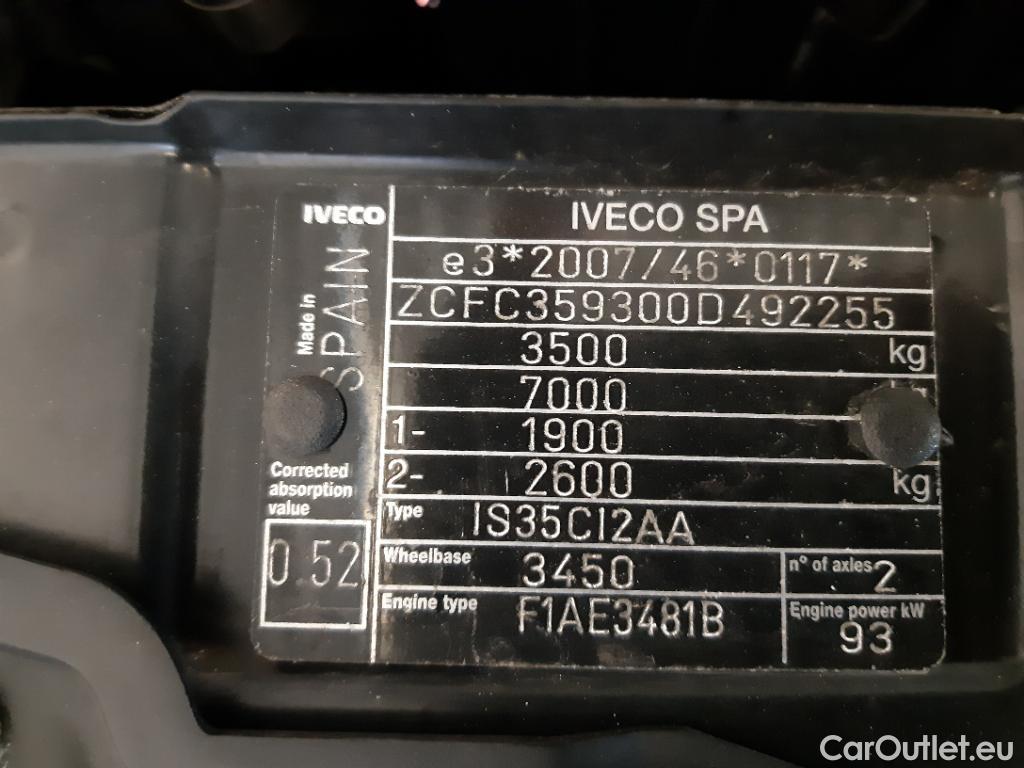 IVECO
IVECO SPA
Made in
SPAIN
e3*2007/46*0117*
ZCFC359300D492255
3500 kg
7000 kg
1- 1900
2- 2600 kg
Corrected
absorption
value
0.52
Type IS35CI2AA
Wheelbase 3450
n° of axles 2
Engine type F1AE3481B
Engine power kW
93
CarOutlet.eu